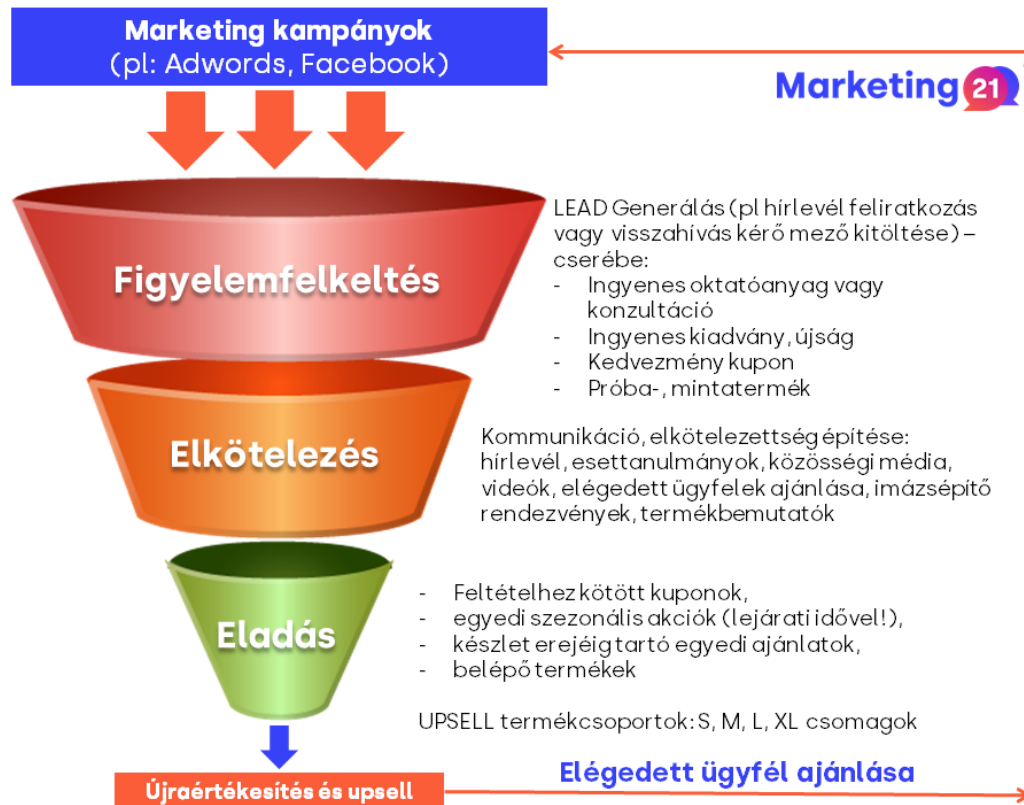 Marketing kampányok
(pl: Adwords, Facebook)
Marketing 21
LEAD Generálás (pl hírlevél feliratkozás
vagy visszahívás kérő mező kitöltése) –
cserébe:
- Ingyenes oktatóanyag vagy
konzultáció
- Ingyenes kiadvány, újság
- Kedvezmény kupon
- Próba-, mintatermék
Figyelemfelkeltés
Elkötelezés
Kommunikáció, elkötelezettség építése:
hírlevél, esettanulmányok, közösségi média,
videók, elégedett ügyfelek ajánlása, imázsépítő
rendezvények, termékbemutatók
Eladás
- Feltételhez kötött kuponok,
- egyedi szezonális akciók (lejárati idővel!),
- készlet erejéig tartó egyedi ajánlatok,
- belépő termékek
UPSELL termékcsoportok: S, M, L, XL csomagok
Újraértékesítés és upsell
Elégedett ügyfél ajánlása